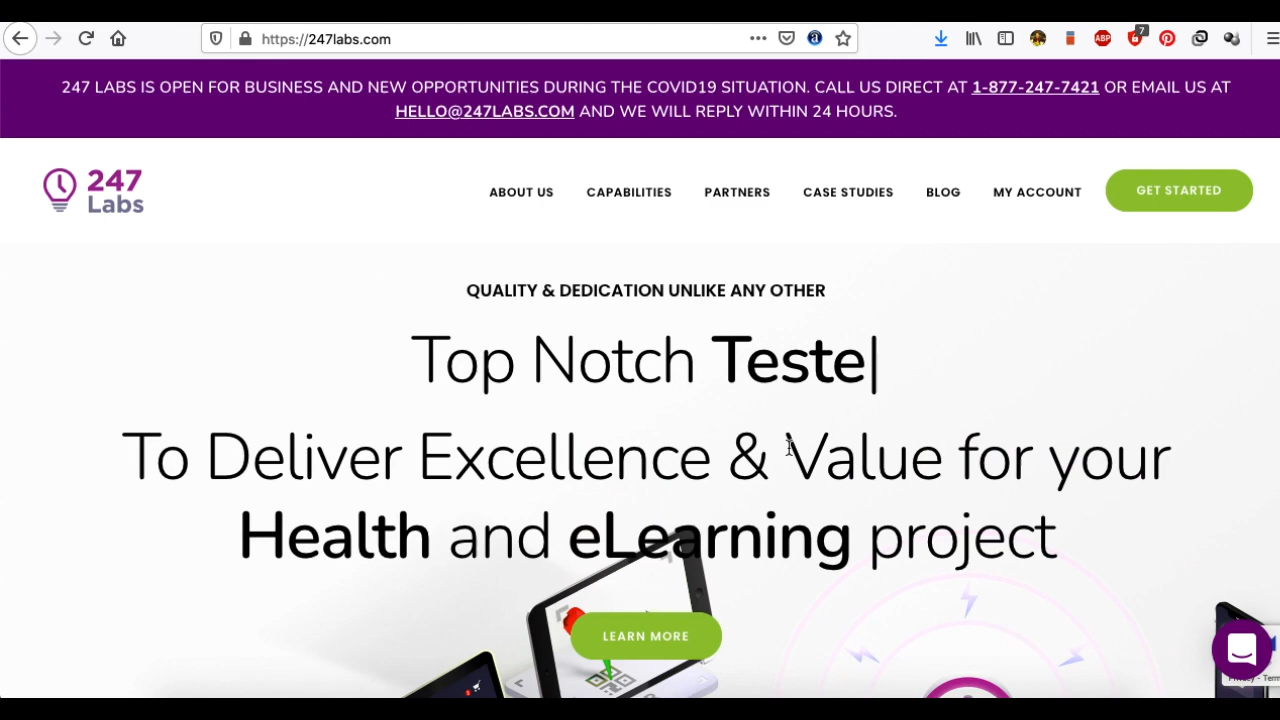 https://247labs.com
ABP
7
247 LABS IS OPEN FOR BUSINESS AND NEW OPPORTUNITIES DURING THE COVID19 SITUATION. CALL US DIRECT AT 1-877-247-7421 OR EMAIL US AT
HELLO@247LABS.COM AND WE WILL REPLY WITHIN 24 HOURS.
247
Labs
ABOUT US
CAPABILITIES
PARTNERS
CASE STUDIES
BLOG
MY ACCOUNT
GET STARTED
QUALITY & DEDICATION UNLIKE ANY OTHER
Top Notch Teste|
To Deliver Excellence & Value for your
Health and eLearning project
LEARN MORE